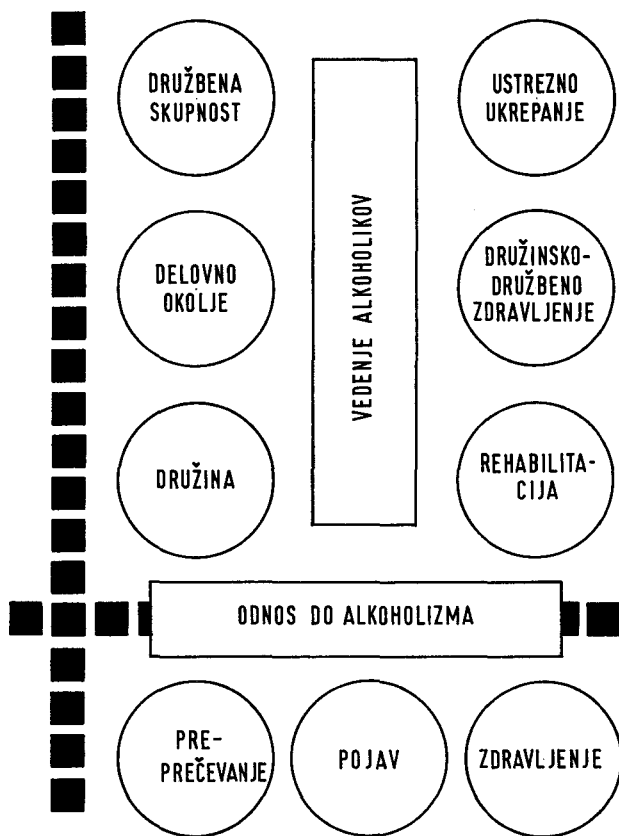 DRUŽBENA
SKUPNOST
USTREZNO
UKREPANJE
VEDENJE ALKOHOLIKOV
DELOVNO
OKOLJE
DRUŽINSKO-
DRUŽBENO
ZDRAVLJENJE
DRUŽINA
REHABILITA-
CIJA
ODNOS DO ALKOHOLIZMA
PRE-
PREČEVANJE
POJAV
ZDRAVLJENJE